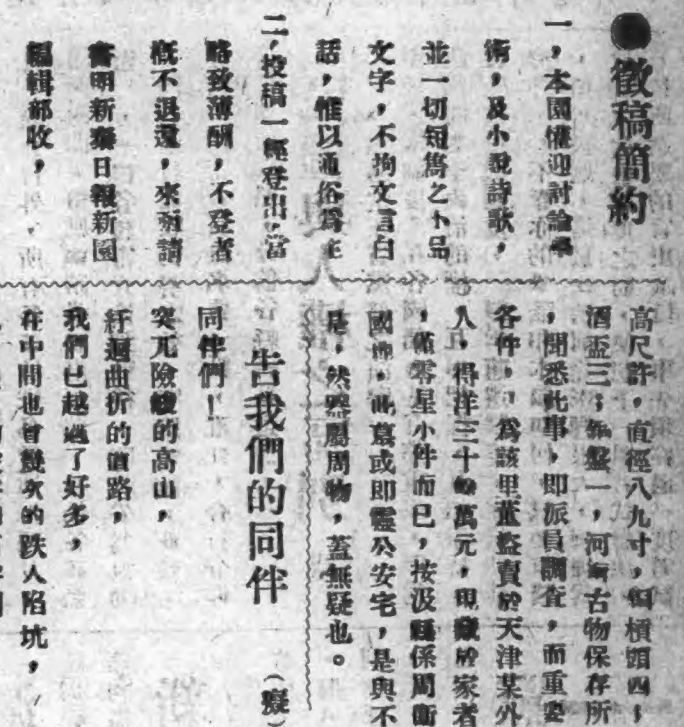 ●徵稿簡約
一，本園懽迎討論學
術，及小說詩歌，
並一切短雋之小品
文字，不拘文言白
話，惟以通俗爲主
二，投稿一經登出，當
略致薄酬，不登者
概不退還，來函請
寄明新日報新園
編輯部收，
高尺許，直徑八九寸，銅槓頭四；
酒盃三；銅盤一，河南古物保存所
，聞悉此事，即派員調查，而重要
各件，已爲該里董盜賣於天津某外
人，得洋三十餘萬元，現藏於家者
，僅零星小件而已，按汲縣係周衛
國地，此墓或即靈公安宅，是與不
是，然器屬周物，蓋無疑也。
告我們的同伴
（癡
同伴們！
突兀險峻的高山，
紆迴曲折的道路，
我們已越過了好多，
在中間也曾幾次的跌入陷坑，